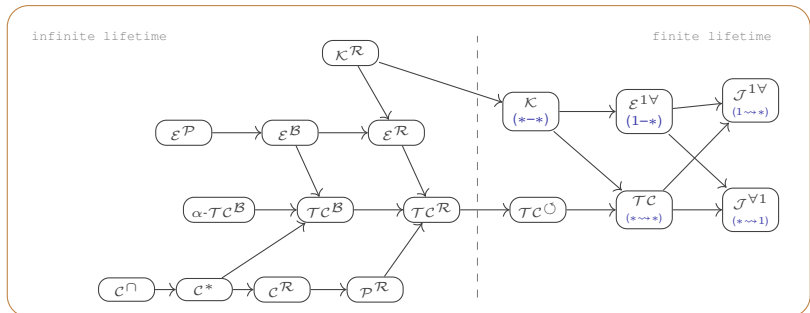 infinite lifetime
finite lifetime
𝒦^ℛ
𝒦
(∗−∗)
ℰ^{1∀}
(1−∗)
𝒥^{1∀}
(1⇝∗)
ℰ^𝒫
ℰ^ℬ
ℰ^ℛ
α-𝒯𝒞^ℬ
𝒯𝒞^ℬ
𝒯𝒞^ℛ
𝒯𝒞^↺
𝒯𝒞
(∗⇝∗)
𝒥^{∀1}
(∗⇝1)
𝒞^∩
𝒞^∗
𝒞^ℛ
𝒫^ℛ